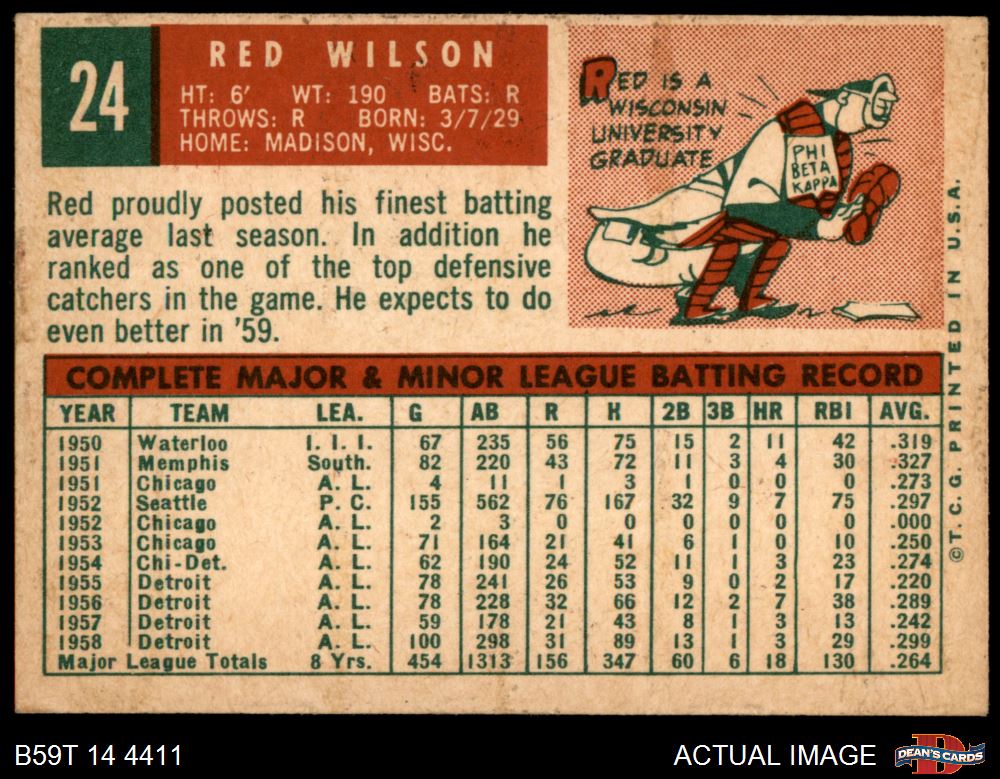 24
RED WILSON
HT: 6' WT: 190 BATS: R
THROWS: R BORN: 3/7/29
HOME: MADISON, WISC.
RED IS A
WISCONSIN
UNIVERSITY
GRADUATE
PHI
BETA
KAPPA
Red proudly posted his finest batting
average last season. In addition he
ranked as one of the top defensive
catchers in the game. He expects to do
even better in '59.
COMPLETE MAJOR & MINOR LEAGUE BATTING RECORD
YEAR TEAM LEA. G AB R H 2B 3B HR RBI AVG.
1950 Waterloo I. I. I. 67 235 56 75 15 2 11 42 .319
1951 Memphis South. 82 220 43 72 11 3 4 30 .327
1951 Chicago A. L. 4 11 1 3 1 0 0 0 .273
1952 Seattle P. C. 155 562 76 167 32 9 7 75 .297
1952 Chicago A. L. 2 3 0 0 0 0 0 0 .000
1953 Chicago A. L. 71 164 21 41 6 1 0 10 .250
1954 Chi-Det. A. L. 62 190 24 52 11 1 3 23 .274
1955 Detroit A. L. 78 241 26 53 9 0 2 17 .220
1956 Detroit A. L. 78 228 32 66 12 2 7 38 .289
1957 Detroit A. L. 59 178 21 43 8 1 3 13 .242
1958 Detroit A. L. 100 298 31 89 13 1 3 29 .299
Major League Totals 8 Yrs. 454 1313 156 347 60 6 18 130 .264
©T. C. G. PRINTED IN U.S.A.
B59T 14 4411
ACTUAL IMAGE
DEAN'S CARDS